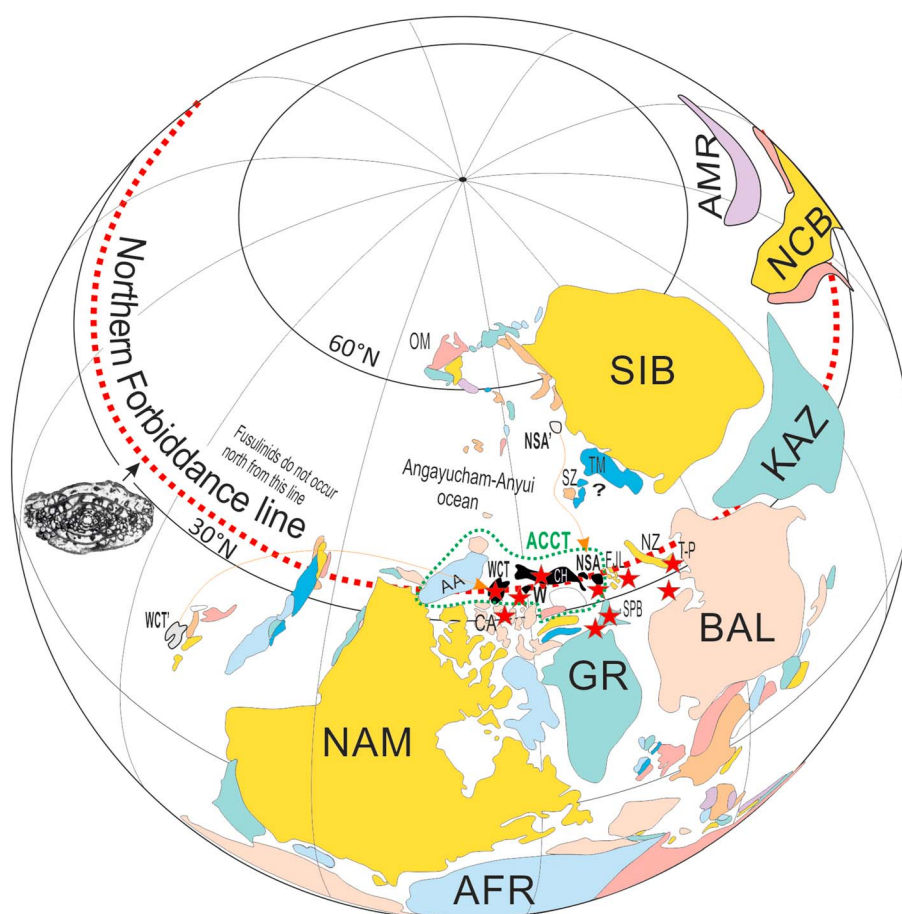 AMR
NCB
Northern Forbiddance line
60°N
OM
SIB
Fusulinids do not occur
north from this line
NSA'
KAZ
Angayucham-Anyui
ocean
SZ
TM
?
30°N
ACCT
NZ
T-P
WCT
NSA
FJL
AA
CH
W
WCT'
CA
SPB
BAL
GR
NAM
AFR